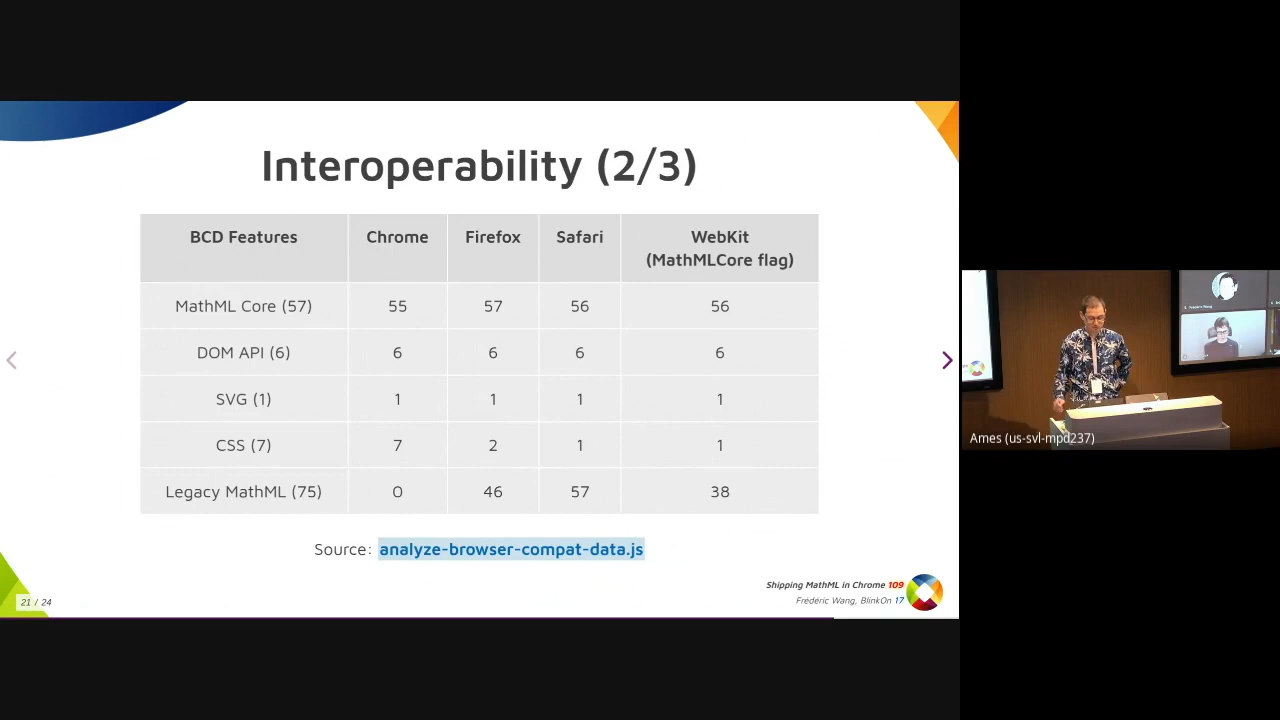 Interoperability (2/3)
BCD Features Chrome Firefox Safari WebKit (MathMLCore flag)
MathML Core (57) 55 57 56 56
DOM API (6) 6 6 6 6
SVG (1) 1 1 1 1
CSS (7) 7 2 1 1
Legacy MathML (75) 0 46 57 38
Source: analyze-browser-compat-data.js
Shipping MathML in Chrome 109
Frédéric Wang, BlinkOn 17
21 / 24
Frédéric Wang
Ames (us-svl-mpd237)